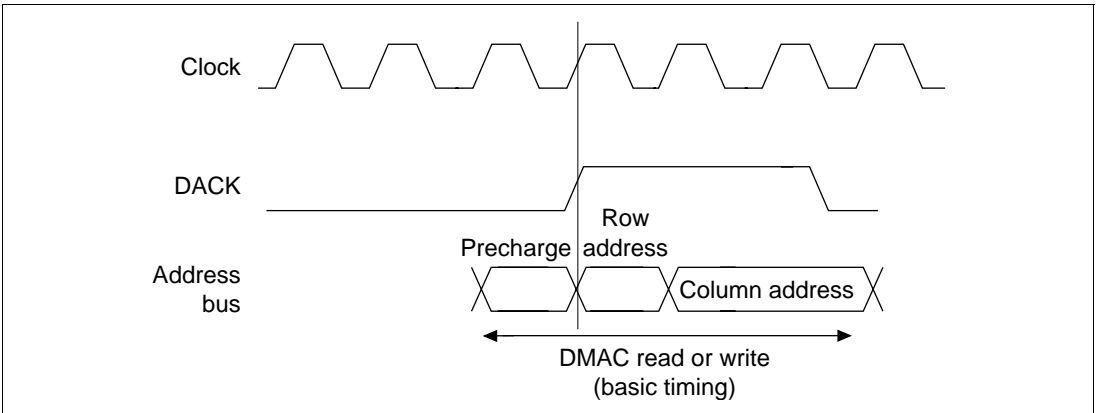 Clock
DACK
Row
Precharge address
Address
bus
Column address
DMAC read or write
(basic timing)